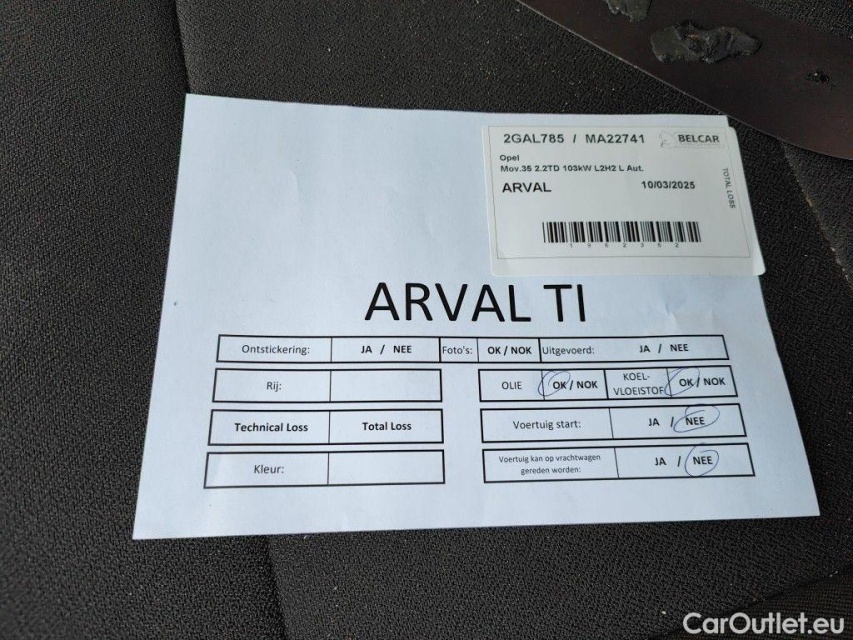 2GAL785 / MA22741 BELCAR
Opel
Mov.35 2.2TD 103kW L2H2 L Aut.
ARVAL 10/03/2025
TOTAL LOSS
1962352
ARVAL TI
Ontstickering: JA / NEE Foto's: OK / NOK Uitgevoerd: JA / NEE
Rij:
OLIE OK / NOK KOEL-VLOEISTOF OK / NOK
Technical Loss Total Loss
Voertuig start: JA / NEE
Kleur:
Voertuig kan op vrachtwagen
gereden worden: JA / NEE
CarOutlet.eu